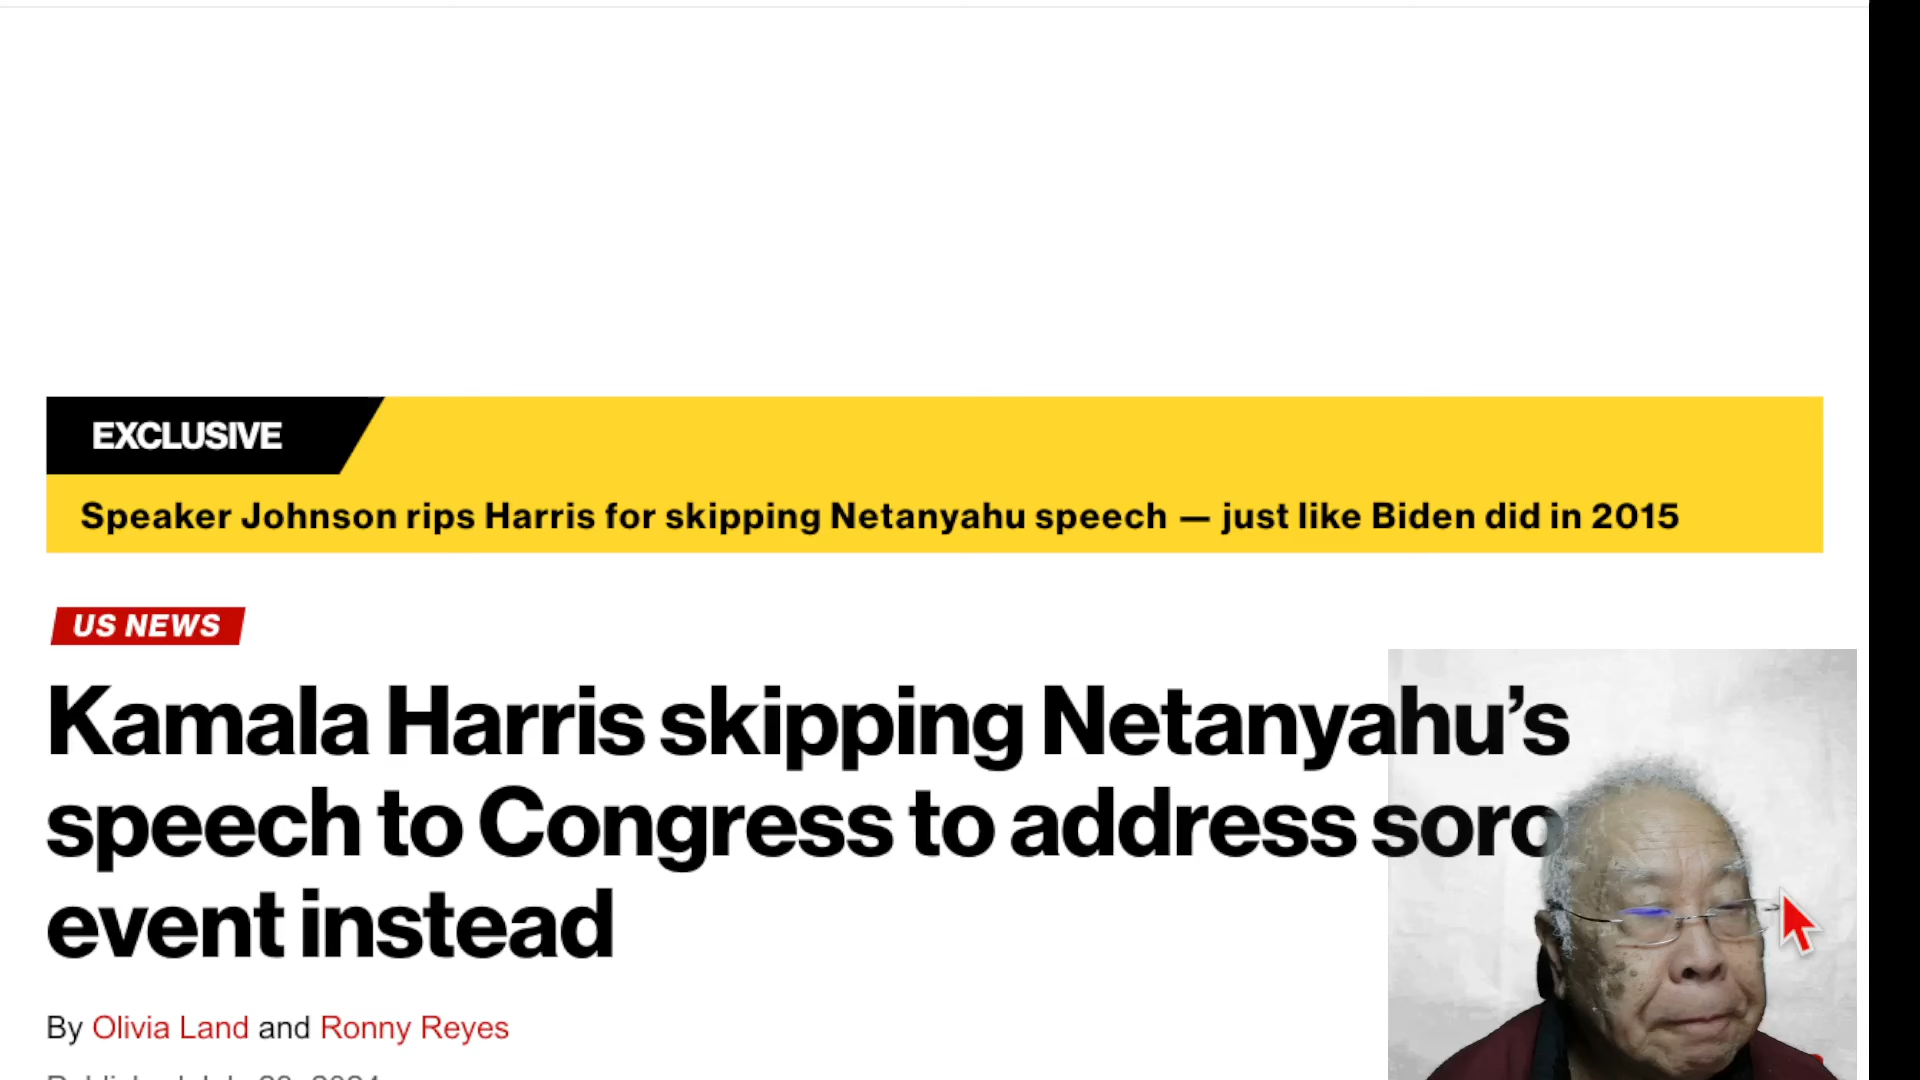 EXCLUSIVE
Speaker Johnson rips Harris for skipping Netanyahu speech — just like Biden did in 2015
US NEWS
Kamala Harris skipping Netanyahu’s
speech to Congress to address
event instead
By Olivia Land and Ronny Reyes